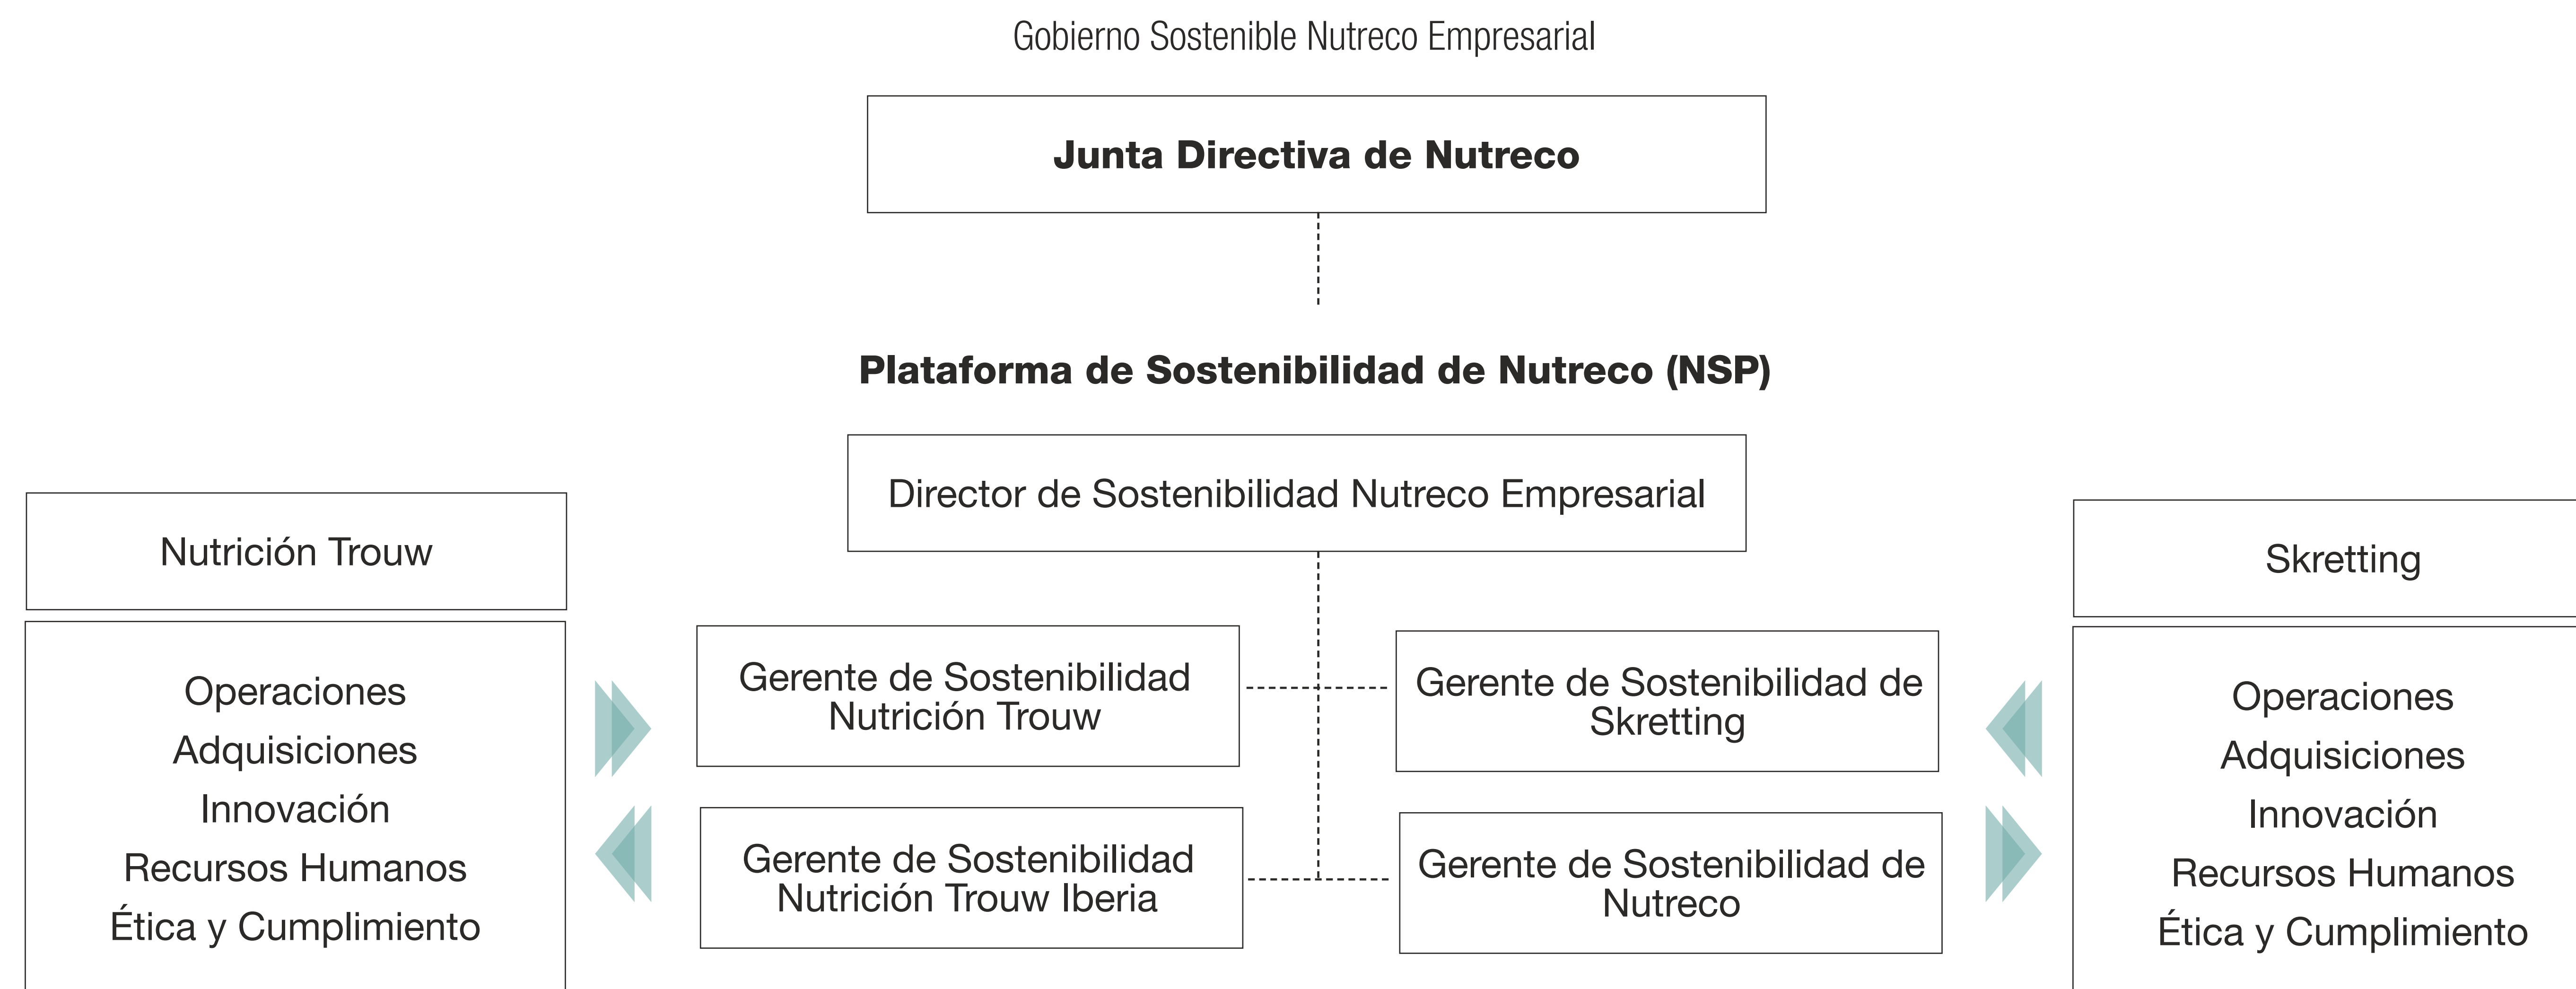 Gobierno Sostenible Nutreco Empresarial
Junta Directiva de Nutreco
Plataforma de Sostenibilidad de Nutreco (NSP)
Director de Sostenibilidad Nutreco Empresarial
Nutrición Trouw
Operaciones
Adquisiciones
Innovación
Recursos Humanos
Ética y Cumplimiento
Gerente de Sostenibilidad
Nutrición Trouw
Gerente de Sostenibilidad de
Skretting
Gerente de Sostenibilidad
Nutrición Trouw Iberia
Gerente de Sostenibilidad de
Nutreco
Skretting
Operaciones
Adquisiciones
Innovación
Recursos Humanos
Ética y Cumplimiento